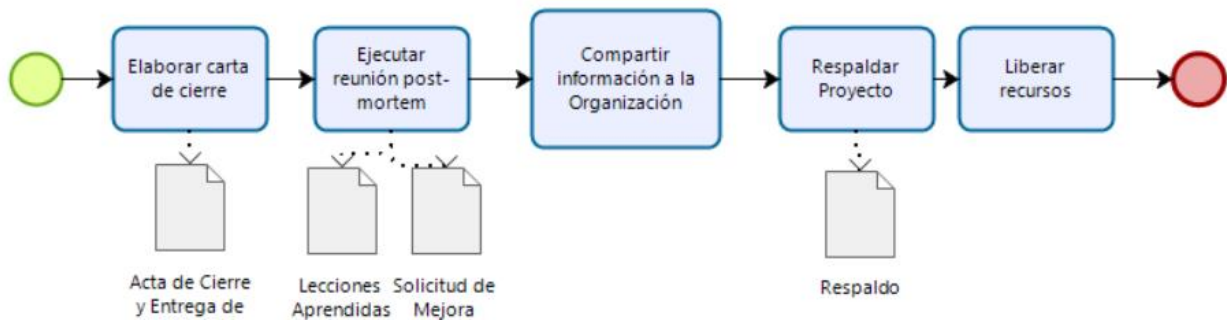 Elaborar carta
de cierre
Ejecutar
reunión post-
mortem
Compartir
información a la
Organización
Respaldar
Proyecto
Liberar
recursos
Acta de Cierre
y Entrega de
Lecciones
Aprendidas
Solicitud de
Mejora
Respaldo